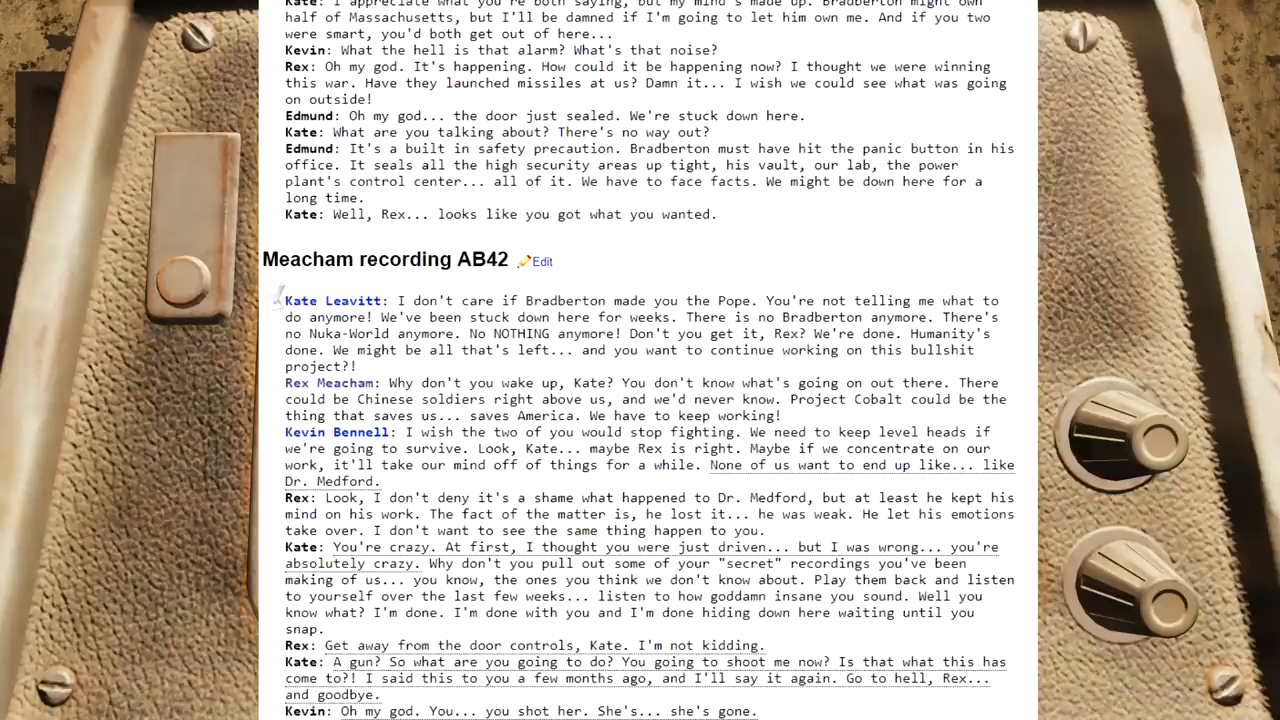 Kate: I appreciate what you're both saying, but my mind's made up. Bradberton might own
half of Massachusetts, but I'll be damned if I'm going to let him own me. And if you two
were smart, you'd both get out of here...
Kevin: What the hell is that alarm? What's that noise?
Rex: Oh my god. It's happening. How could it be happening now? I thought we were winning
this war. Have they launched missiles at us? Damn it... I wish we could see what was going
on outside!
Edmund: Oh my god... the door just sealed. We're stuck down here.
Kate: What are you talking about? There's no way out?
Edmund: It's a built in safety precaution. Bradberton must have hit the panic button in his
office. It seals all the high security areas up tight, his vault, our lab, the power
plant's control center... all of it. We have to face facts. We might be down here for a
long time.
Kate: Well, Rex... looks like you got what you wanted.
Meacham recording AB42 Edit
Kate Leavitt: I don't care if Bradberton made you the Pope. You're not telling me what to
do anymore! We've been stuck down here for weeks. There is no Bradberton anymore. There's
no Nuka-World anymore. No NOTHING anymore! Don't you get it, Rex? We're done. Humanity's
done. We might be all that's left... and you want to continue working on this bullshit
project?!
Rex Meacham: Why don't you wake up, Kate? You don't know what's going on out there. There
could be Chinese soldiers right above us, and we'd never know. Project Cobalt could be the
thing that saves us... saves America. We have to keep working!
Kevin Bennell: I wish the two of you would stop fighting. We need to keep level heads if
we're going to survive. Look, Kate... maybe Rex is right. Maybe if we concentrate on our
work, it'll take our mind off of things for a while. None of us want to end up like... like
Dr. Medford.
Rex: Look, I don't deny it's a shame what happened to Dr. Medford, but at least he kept his
mind on his work. The fact of the matter is, he lost it... he was weak. He let his emotions
take over. I don't want to see the same thing happen to you.
Kate: You're crazy. At first, I thought you were just driven... but I was wrong... you're
absolutely crazy. Why don't you pull out some of your "secret" recordings you've been
making of us... you know, the ones you think we don't know about. Play them back and listen
to yourself over the last few weeks... listen to how goddamn insane you sound. Well you
know what? I'm done. I'm done with you and I'm done hiding down here waiting until you
snap.
Rex: Get away from the door controls, Kate. I'm not kidding.
Kate: A gun? So what are you going to do? You going to shoot me now? Is that what this has
come to?! I said this to you a few months ago, and I'll say it again. Go to hell, Rex...
and goodbye.
Kevin: Oh my god. You... you shot her. She's... she's gone.